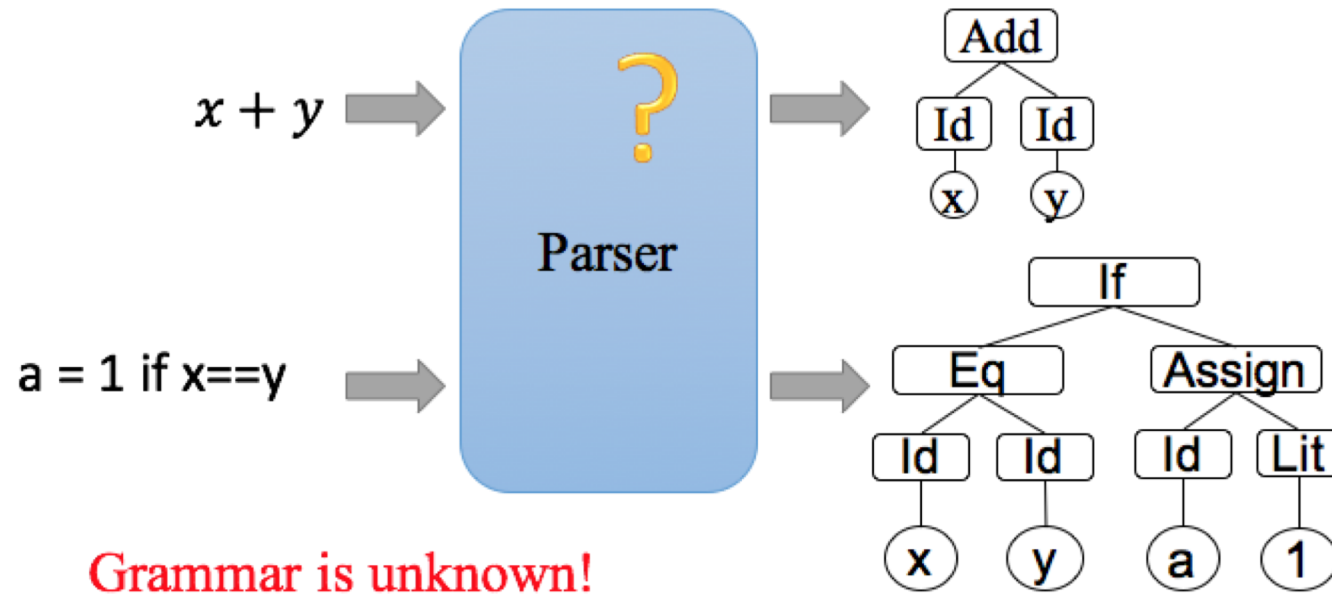 x + y
?
Parser
Add
Id Id
x y
a = 1 if x==y
If
Eq Assign
Id Id Id Lit
x y a 1
Grammar is unknown!